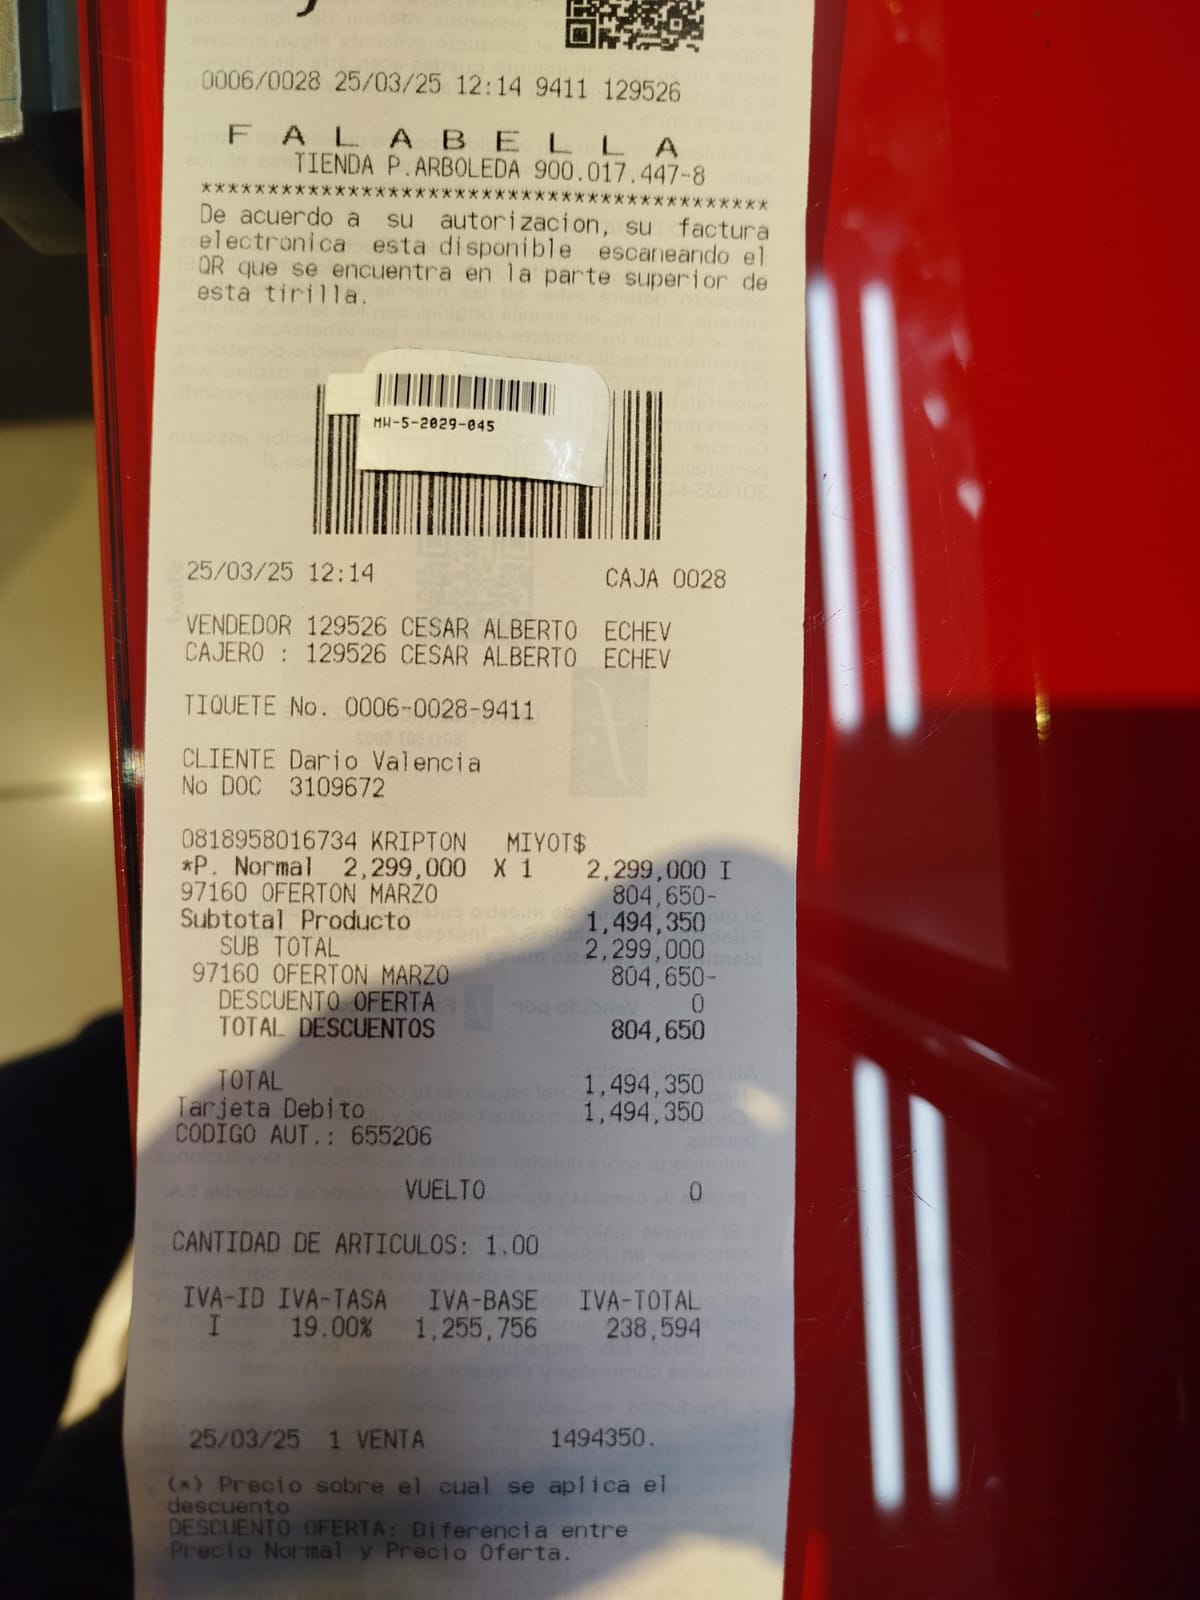 0006/0028 25/03/25 12:14 9411 129526
F A L A B E L L A
TIENDA P.ARBOLEDA 900.017.447-8
*******************************************
De acuerdo a su autorizacion, su factura
electronica esta disponible escaneando el
QR que se encuentra en la parte superior de
esta tirilla.
MW-5-2029-045
25/03/25 12:14 CAJA 0028
VENDEDOR 129526 CESAR ALBERTO ECHEV
CAJERO : 129526 CESAR ALBERTO ECHEV
TIQUETE No. 0006-0028-9411
CLIENTE Dario Valencia
No DOC 3109672
0818958016734 KRIPTON MIYOT$
*P. Normal 2,299,000 X 1 2,299,000 I
97160 OFERTON MARZO 804,650-
Subtotal Producto 1,494,350
SUB TOTAL 2,299,000
97160 OFERTON MARZO 804,650-
DESCUENTO OFERTA 0
TOTAL DESCUENTOS 804,650
TOTAL 1,494,350
Tarjeta Debito 1,494,350
CODIGO AUT.: 655206
VUELTO 0
CANTIDAD DE ARTICULOS: 1.00
IVA-ID IVA-TASA IVA-BASE IVA-TOTAL
I 19.00% 1,255,756 238,594
25/03/25 1 VENTA 1494350.
(*) Precio sobre el cual se aplica el
descuento
DESCUENTO OFERTA: Diferencia entre
Precio Normal y Precio Oferta.